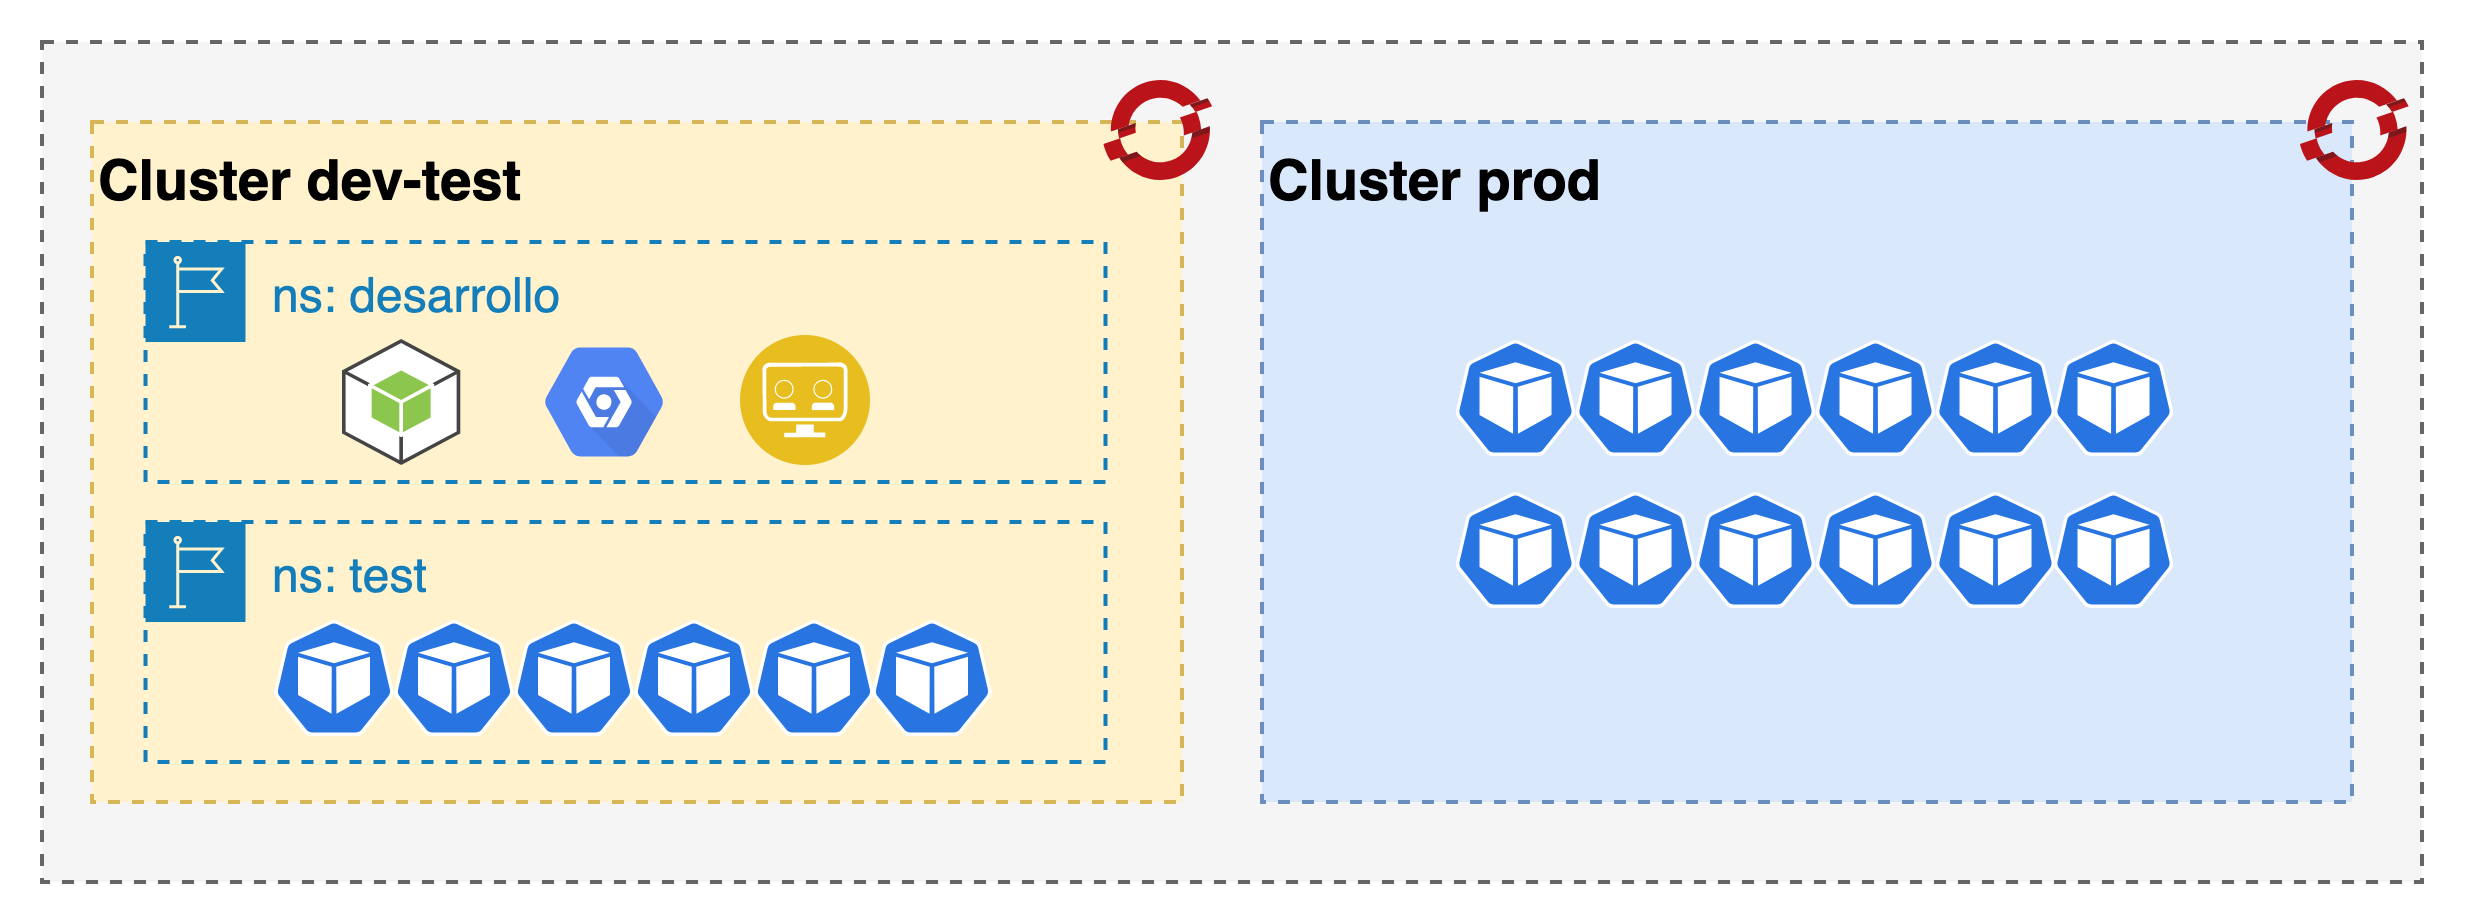 Cluster dev-test
ns: desarrollo
ns: test
Cluster prod